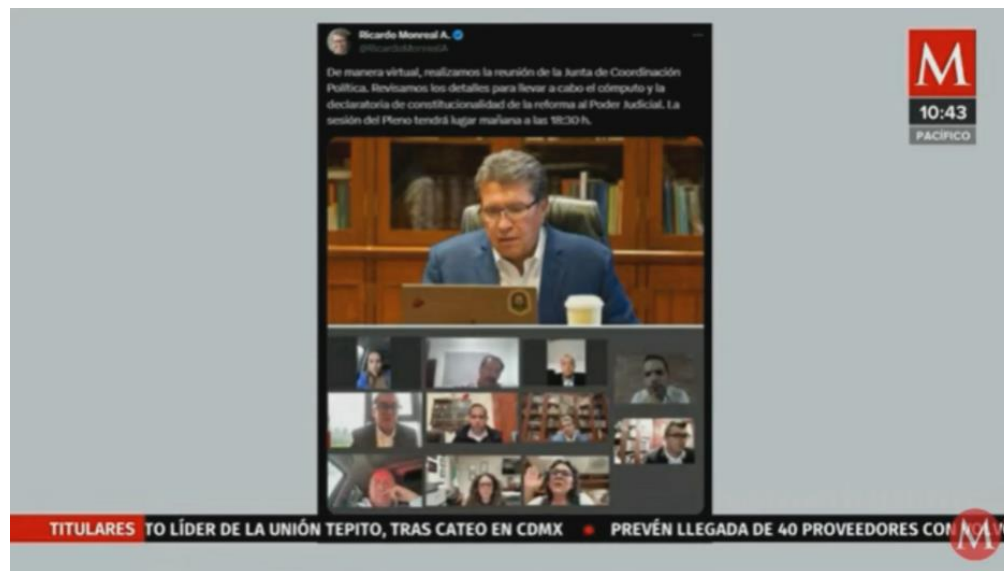 Ricardo Monreal A.
@RicardoMonrealA
De manera virtual, realizamos la reunión de la Junta de Coordinación
Política. Revisamos los detalles para llevar a cabo el cómputo y la
declaratoria de constitucionalidad de la reforma al Poder Judicial. La
sesión del Pleno tendrá lugar mañana a las 18:30 h.
M
10:43
PACÍFICO
TITULARES TO LÍDER DE LA UNIÓN TEPITO, TRAS CATEO EN CDMX • PREVÉN LLEGADA DE 40 PROVEEDORES CON
M